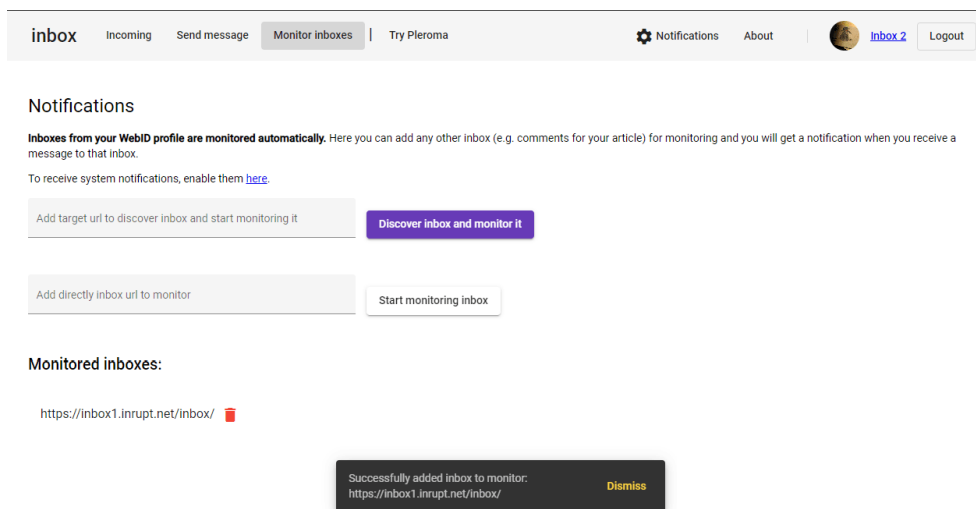 inbox Incoming Send message Monitor inboxes | Try Pleroma Notifications About Inbox 2 Logout
Notifications
Inboxes from your WebID profile are monitored automatically. Here you can add any other inbox (e.g. comments for your article) for monitoring and you will get a notification when you receive a
message to that inbox.
To receive system notifications, enable them here.
Add target url to discover inbox and start monitoring it
Discover inbox and monitor it
Add directly inbox url to monitor
Start monitoring inbox
Monitored inboxes:
https://inbox1.inrupt.net/inbox/
Successfully added inbox to monitor:
https://inbox1.inrupt.net/inbox/
Dismiss